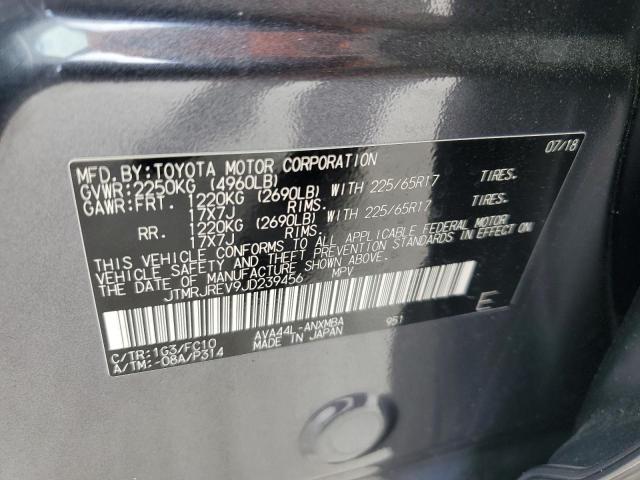 MFD. BY: TOYOTA MOTOR CORPORATION 07/18
GVWR: 2250KG (4960LB)
GAWR: FRT. 1220KG (2690LB) WITH 225/65R17 TIRES.
17X7J RIMS.
RR. 1220KG (2690LB) WITH 225/65R17 TIRES.
17X7J RIMS.
THIS VEHICLE CONFORMS TO ALL APPLICABLE FEDERAL MOTOR
VEHICLE SAFETY AND THEFT PREVENTION STANDARDS IN EFFECT ON
THE DATE OF MANUFACTURE SHOWN ABOVE.
JTMRJREV9JD239456 MPV
E
C/TR: 1G3/FC10 AVA44L-ANXMBA 951
A/TM: -08A/P314 MADE IN JAPAN